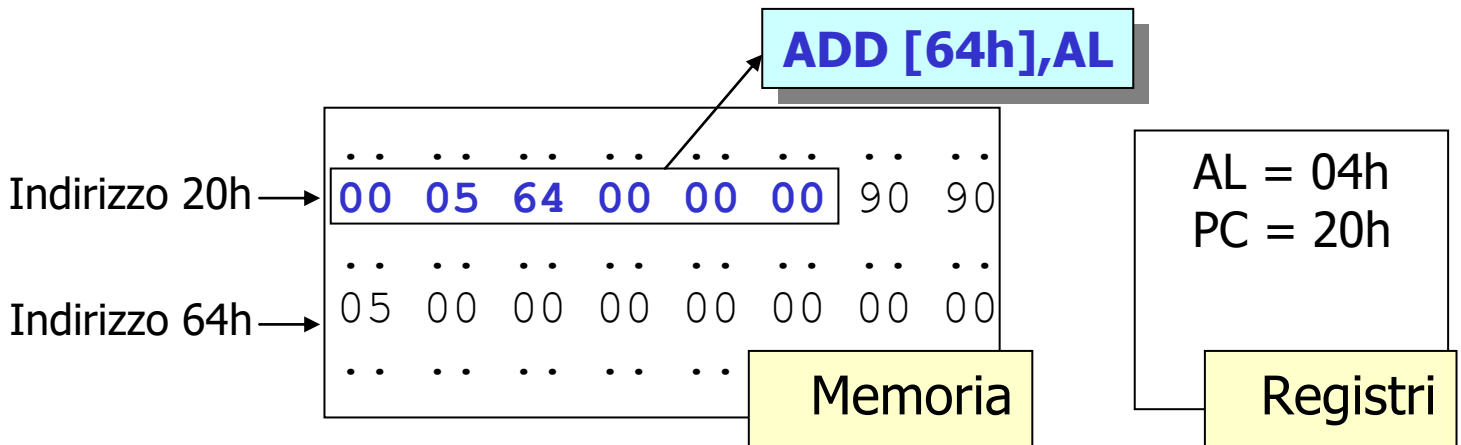 ADD [64h],AL
.. .. .. .. .. .. .. ..
Indirizzo 20h
00 05 64 00 00 00 90 90
.. .. .. .. .. .. .. ..
Indirizzo 64h
05 00 00 00 00 00 00 00
.. .. .. .. ..
Memoria
AL = 04h
PC = 20h
Registri